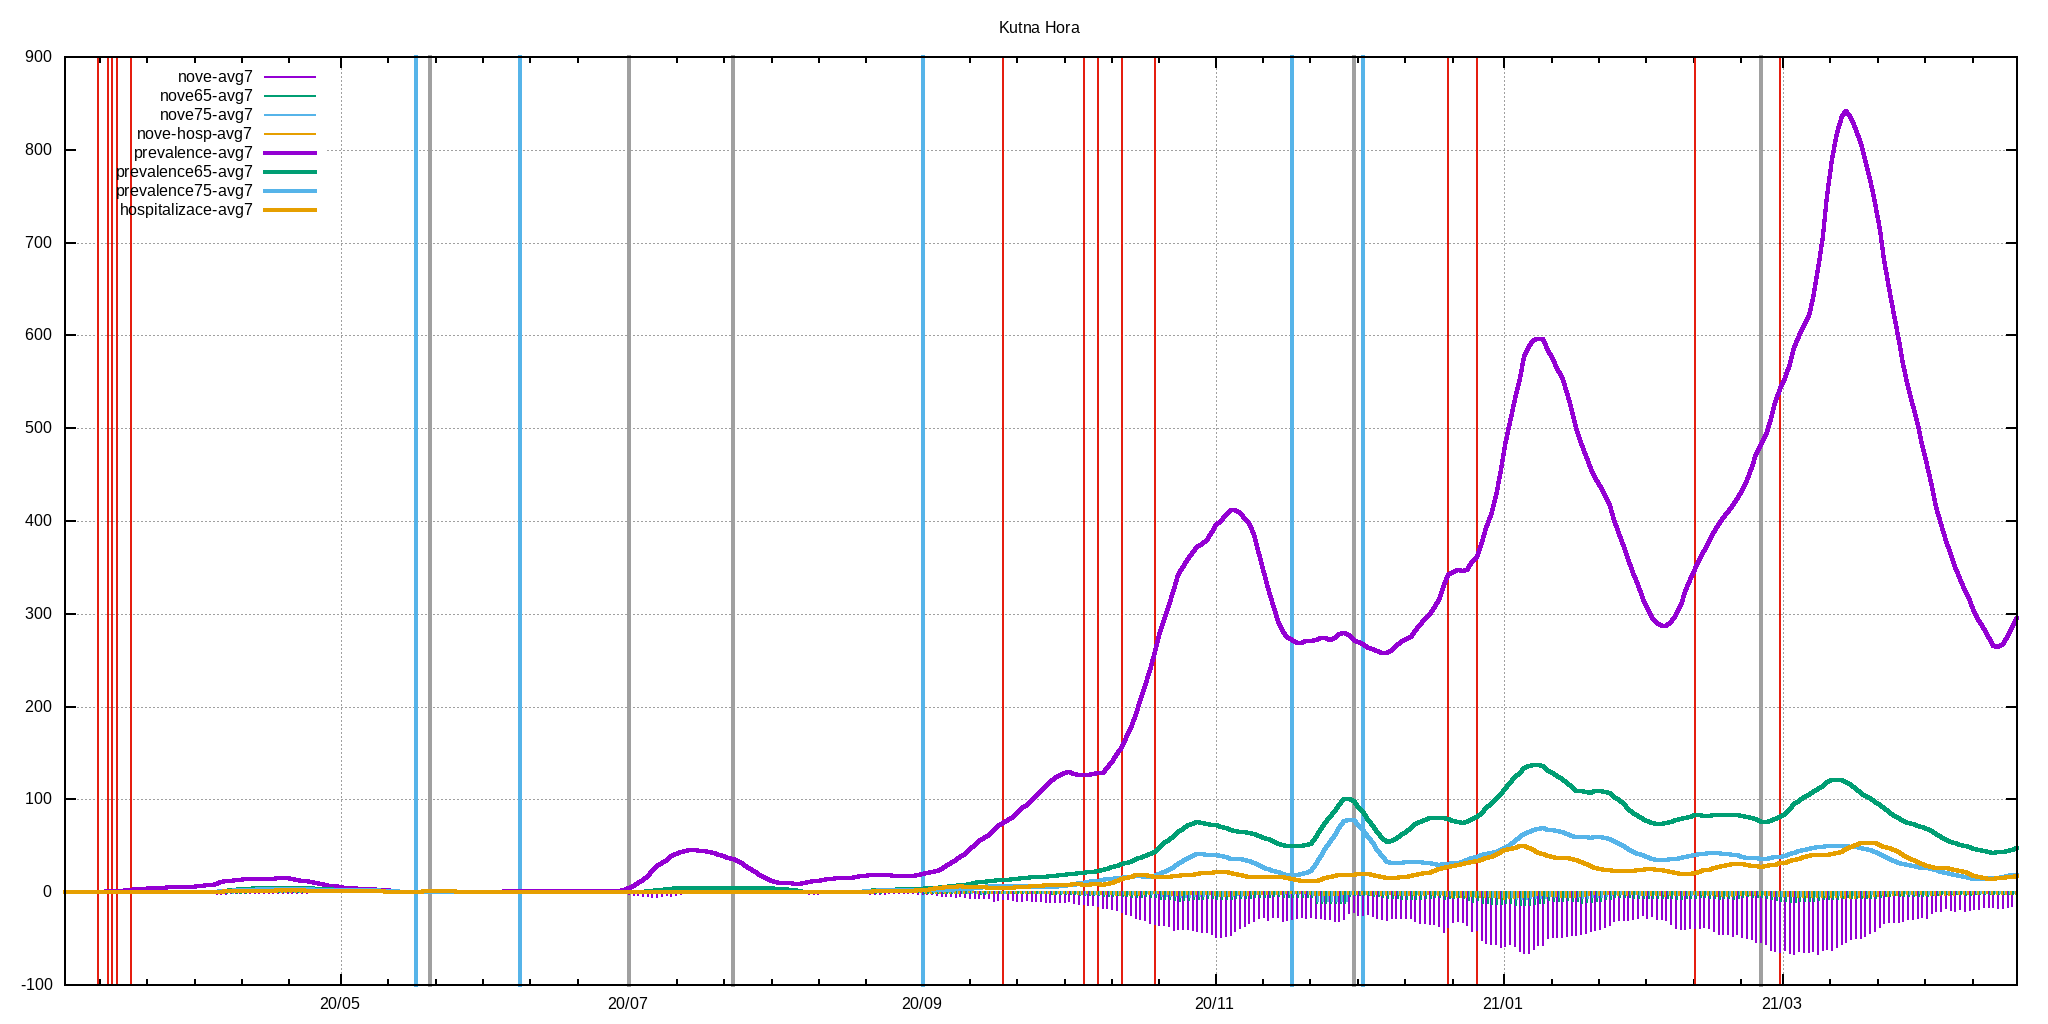 Kutna Hora
900
800
700
600
500
400
300
200
100
0
-100
nove-avg7
nove65-avg7
nove75-avg7
nove-hosp-avg7
prevalence-avg7
prevalence65-avg7
prevalence75-avg7
hospitalizace-avg7
20/05
20/07
20/09
20/11
21/01
21/03